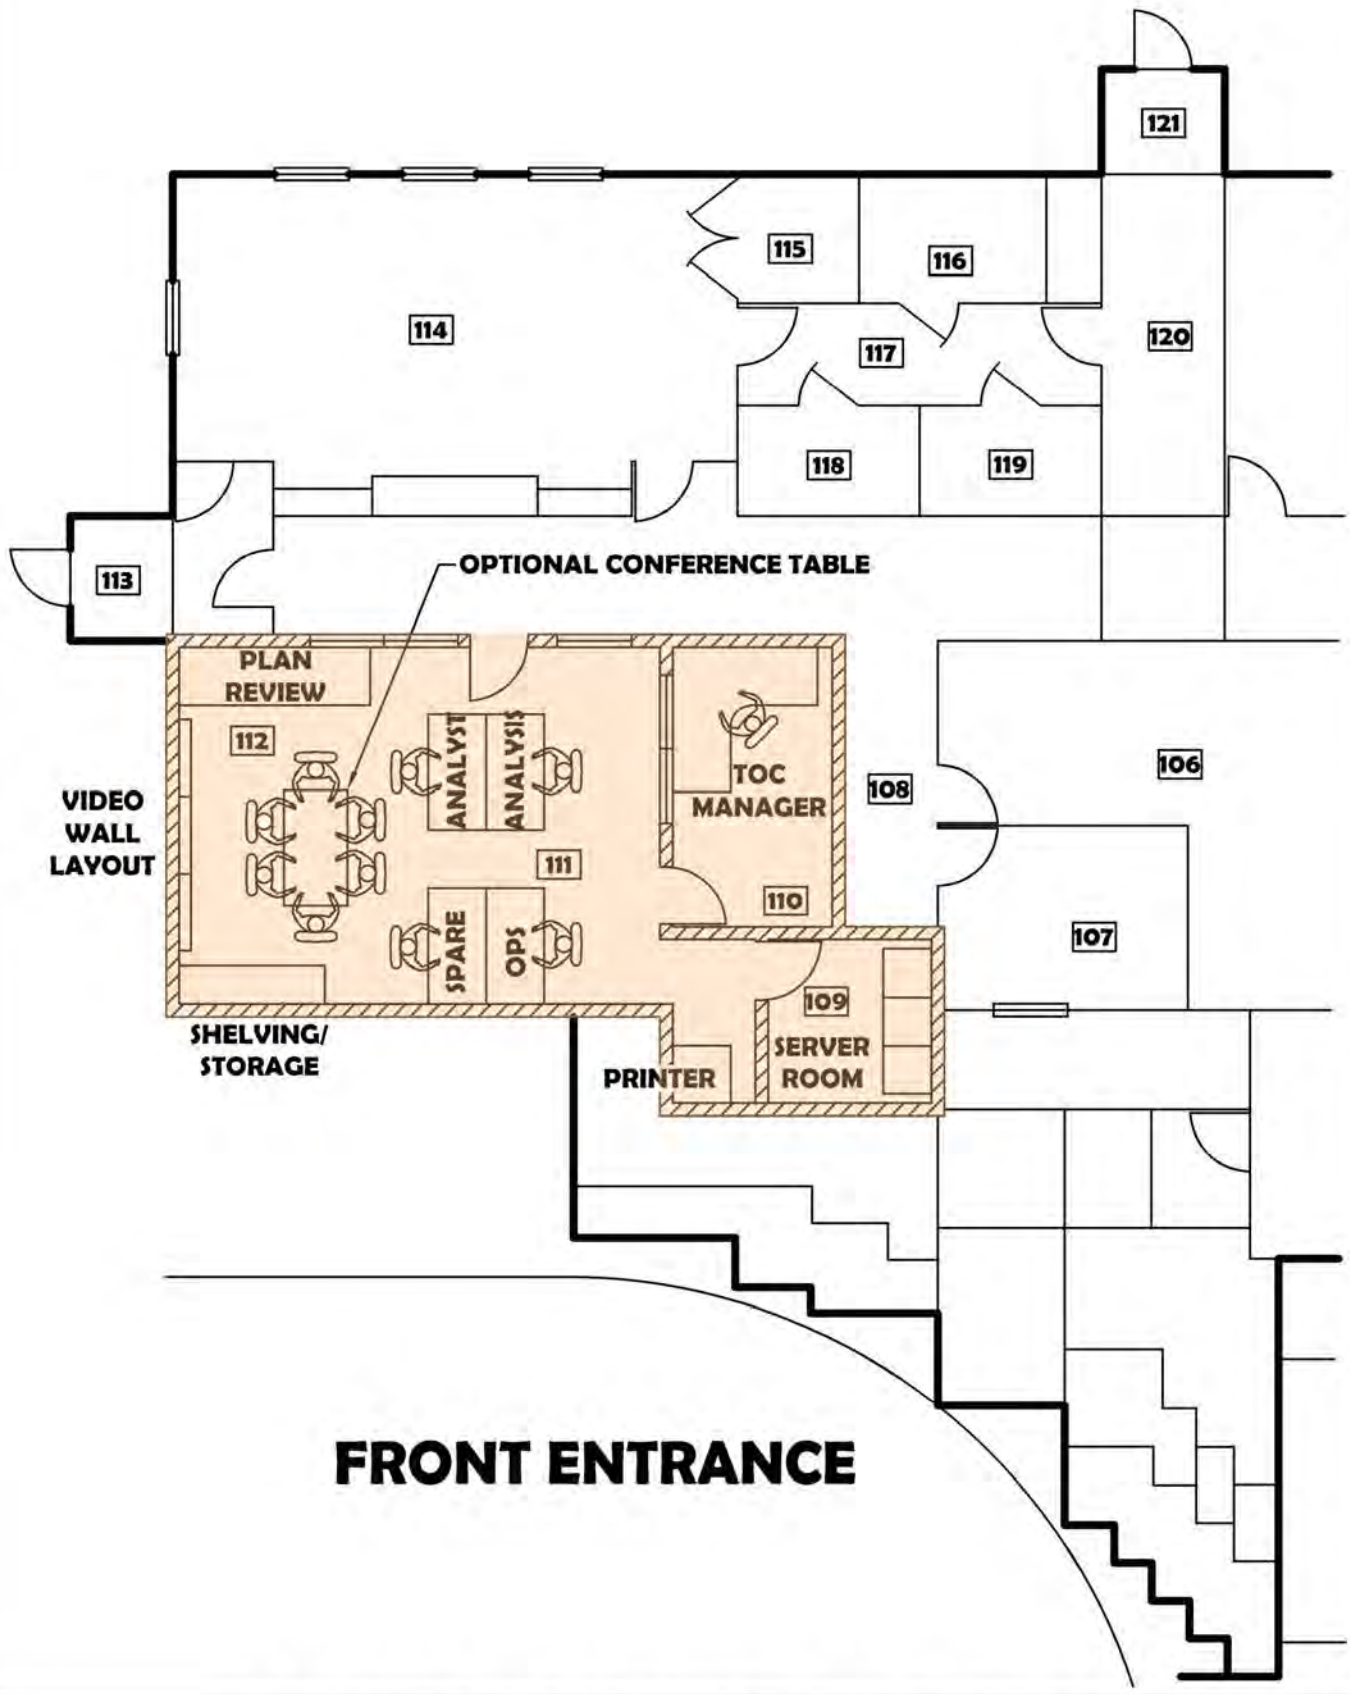 121
115
116
114
117
120
118
119
113
OPTIONAL CONFERENCE TABLE
PLAN
REVIEW
112
ANALYST
ANALYSIS
TOC
MANAGER
108
106
VIDEO
WALL
LAYOUT
111
110
SPARE
OPS
107
109
SERVER
ROOM
SHELVING/
STORAGE
PRINTER
FRONT ENTRANCE